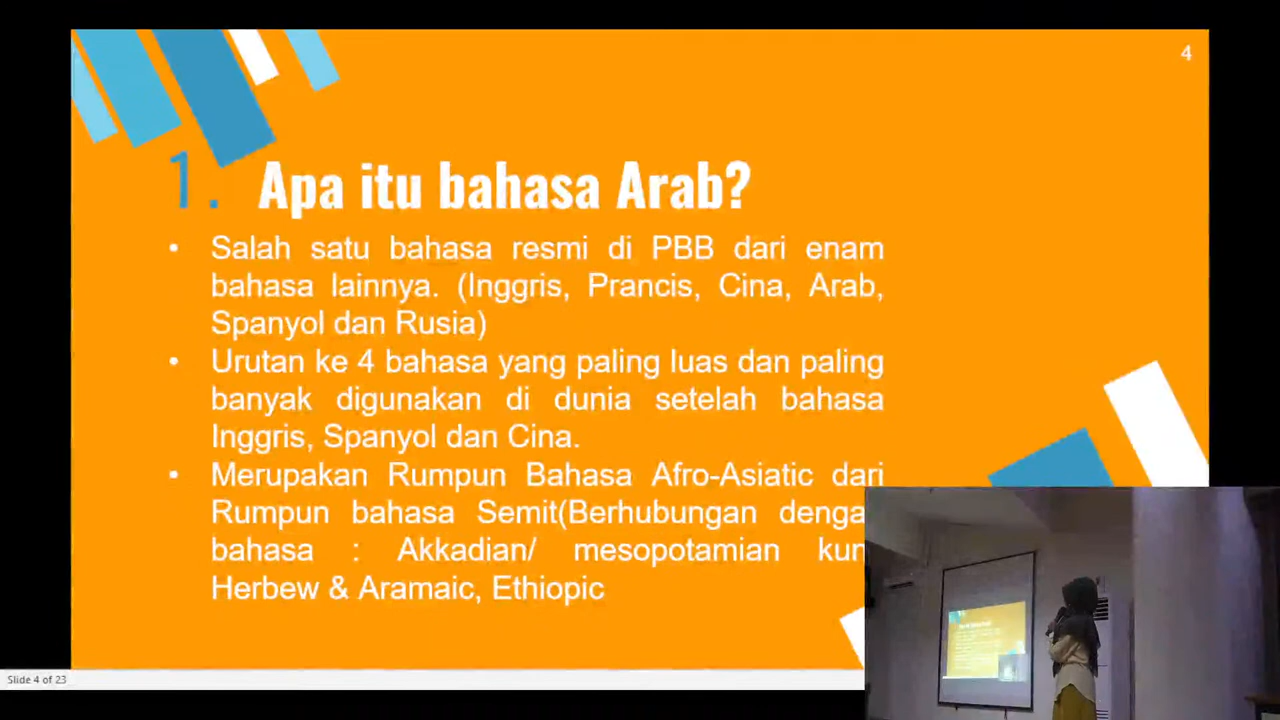 4
1. Apa itu bahasa Arab?
• Salah satu bahasa resmi di PBB dari enam
bahasa lainnya. (Inggris, Prancis, Cina, Arab,
Spanyol dan Rusia)
• Urutan ke 4 bahasa yang paling luas dan paling
banyak digunakan di dunia setelah bahasa
Inggris, Spanyol dan Cina.
• Merupakan Rumpun Bahasa Afro-Asiatic dari
Rumpun bahasa Semit(Berhubungan
bahasa : Akkadian/ mesopotamian
Herbew & Aramaic, Ethiopic
Slide 4 of 23